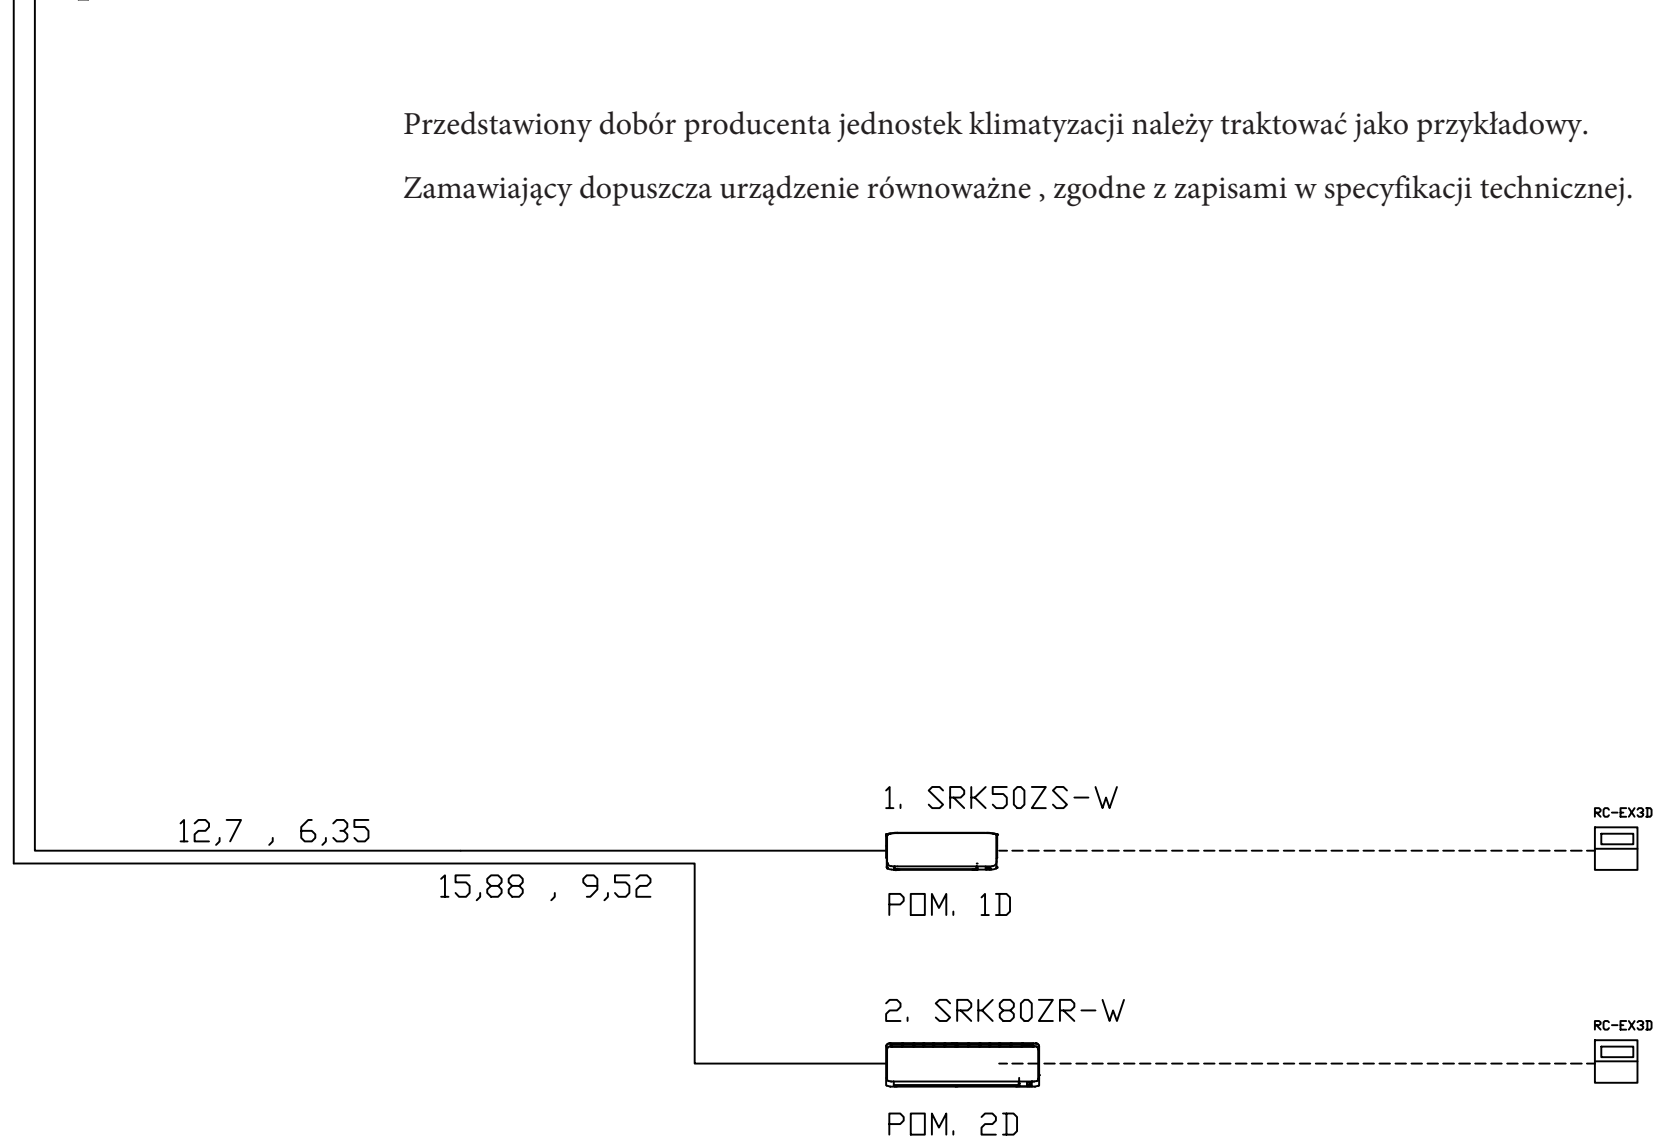 Przedstawiony dobór producenta jednostek klimatyzacji należy traktować jako przykładowy.
Zamawiający dopuszcza urządzenie równoważne , zgodne z zapisami w specyfikacji technicznej.
1. SRK50ZS-W
RC-EX3D
12,7 , 6,35
15,88 , 9,52
POM. 1D
2. SRK80ZR-W
RC-EX3D
POM. 2D